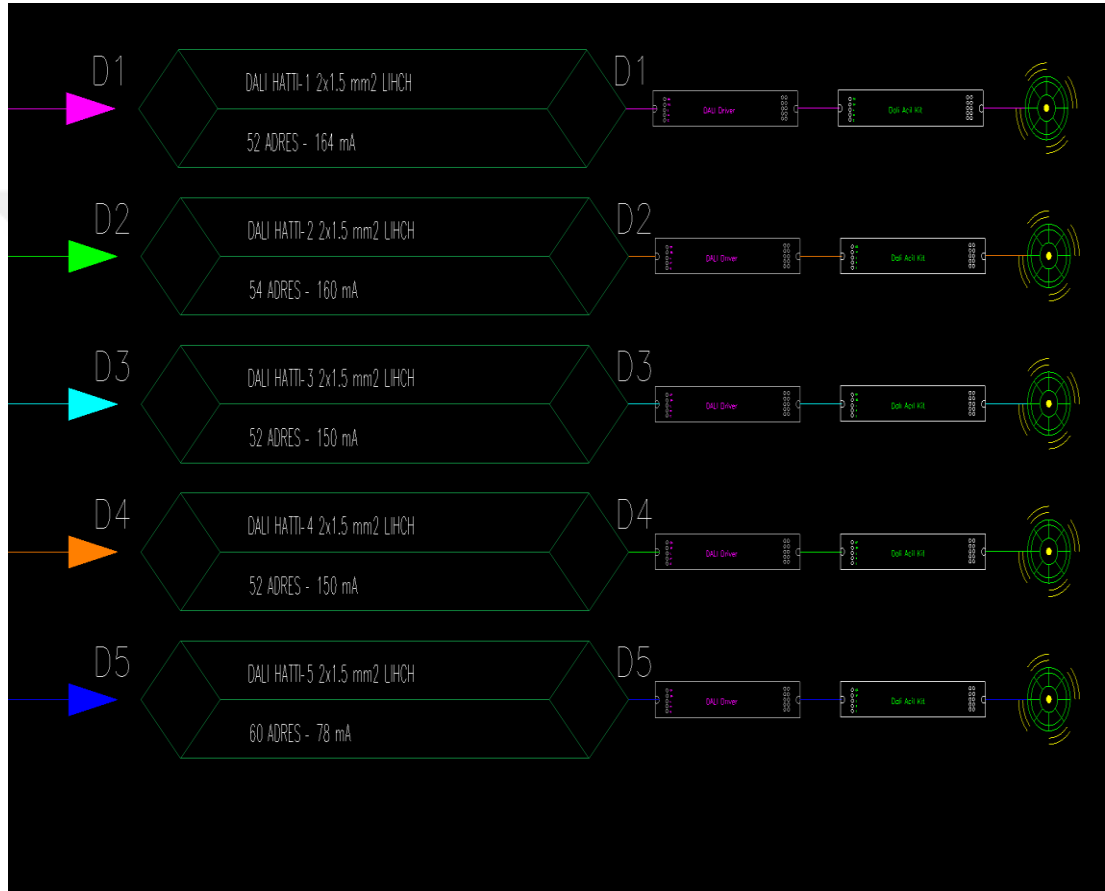 D1
DALI HATTI-1 2x1.5 mm2 LIHCH
52 ADRES - 164 mA
D1
DALI Driver
Dali Acil Kit
D2
DALI HATTI-2 2x1.5 mm2 LIHCH
54 ADRES - 160 mA
D2
DALI Driver
Dali Acil Kit
D3
DALI HATTI-3 2x1.5 mm2 LIHCH
52 ADRES - 150 mA
D3
DALI Driver
Dali Acil Kit
D4
DALI HATTI-4 2x1.5 mm2 LIHCH
52 ADRES - 150 mA
D4
DALI Driver
Dali Acil Kit
D5
DALI HATTI-5 2x1.5 mm2 LIHCH
60 ADRES - 78 mA
D5
DALI Driver
Dali Acil Kit